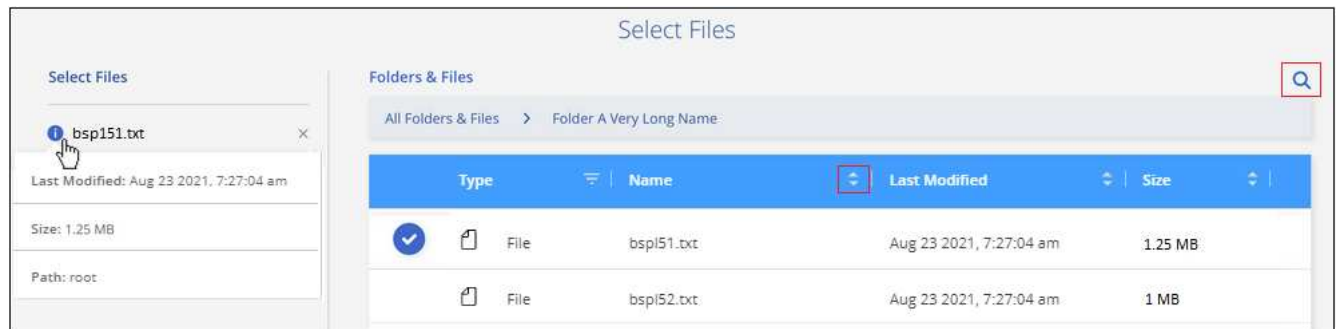 Select Files
Select Files
bsp151.txt
Last Modified: Aug 23 2021, 7:27:04 am
Size: 1.25 MB
Path: root
Folders & Files
All Folders & Files > Folder A Very Long Name
Type Name Last Modified Size
File bspl51.txt Aug 23 2021, 7:27:04 am 1.25 MB
File bspl52.txt Aug 23 2021, 7:27:04 am 1 MB